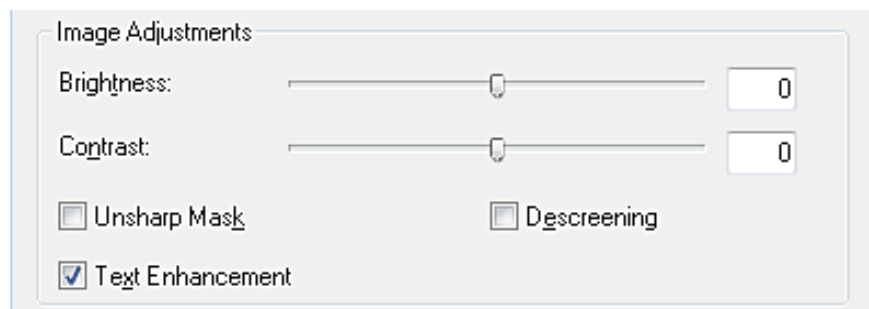 Image Adjustments
Brightness: 0
Contrast: 0
Unsharp Mask Descreening
Text Enhancement